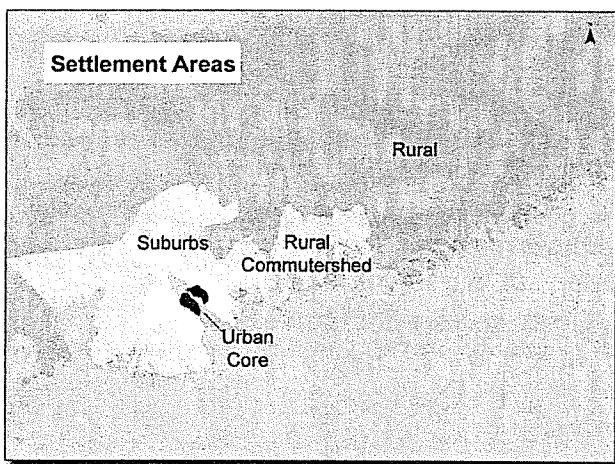 Settlement Areas
Rural
Suburbs
Rural
Commutershed
Urban
Core